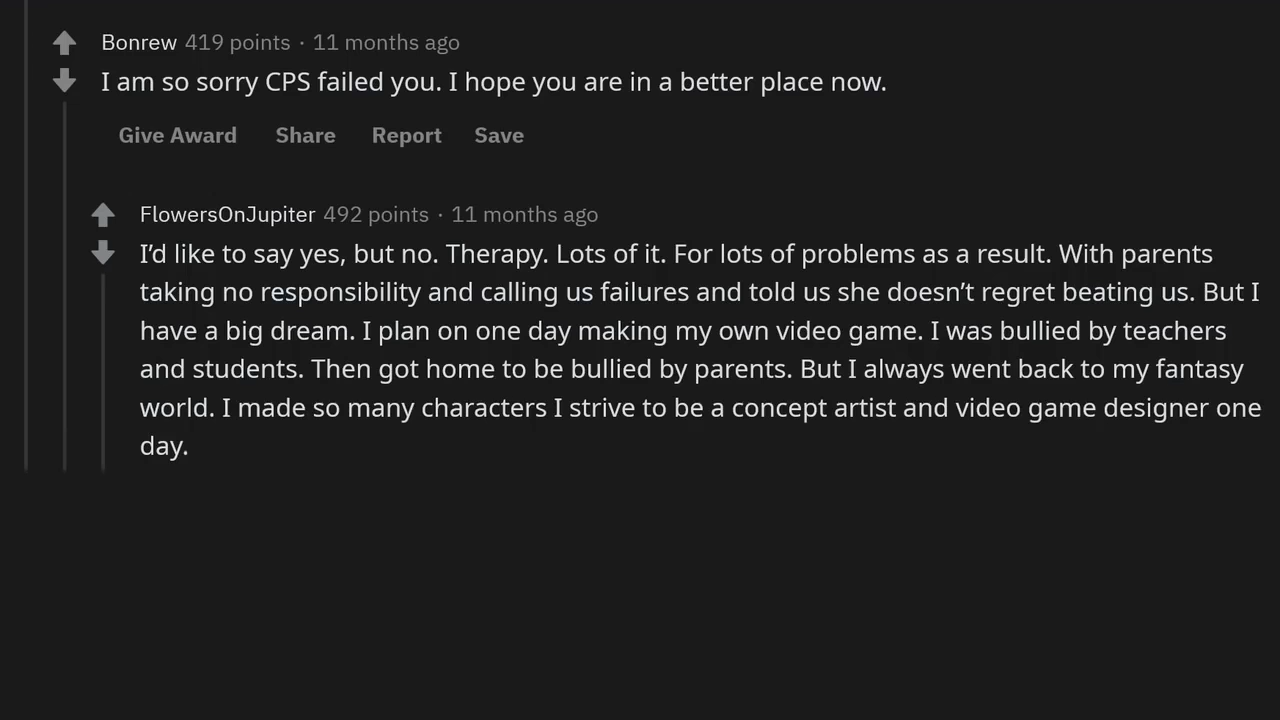 Bonrew 419 points · 11 months ago
I am so sorry CPS failed you. I hope you are in a better place now.
Give Award Share Report Save
FlowersOnJupiter 492 points · 11 months ago
I’d like to say yes, but no. Therapy. Lots of it. For lots of problems as a result. With parents
taking no responsibility and calling us failures and told us she doesn’t regret beating us. But I
have a big dream. I plan on one day making my own video game. I was bullied by teachers
and students. Then got home to be bullied by parents. But I always went back to my fantasy
world. I made so many characters I strive to be a concept artist and video game designer one
day.